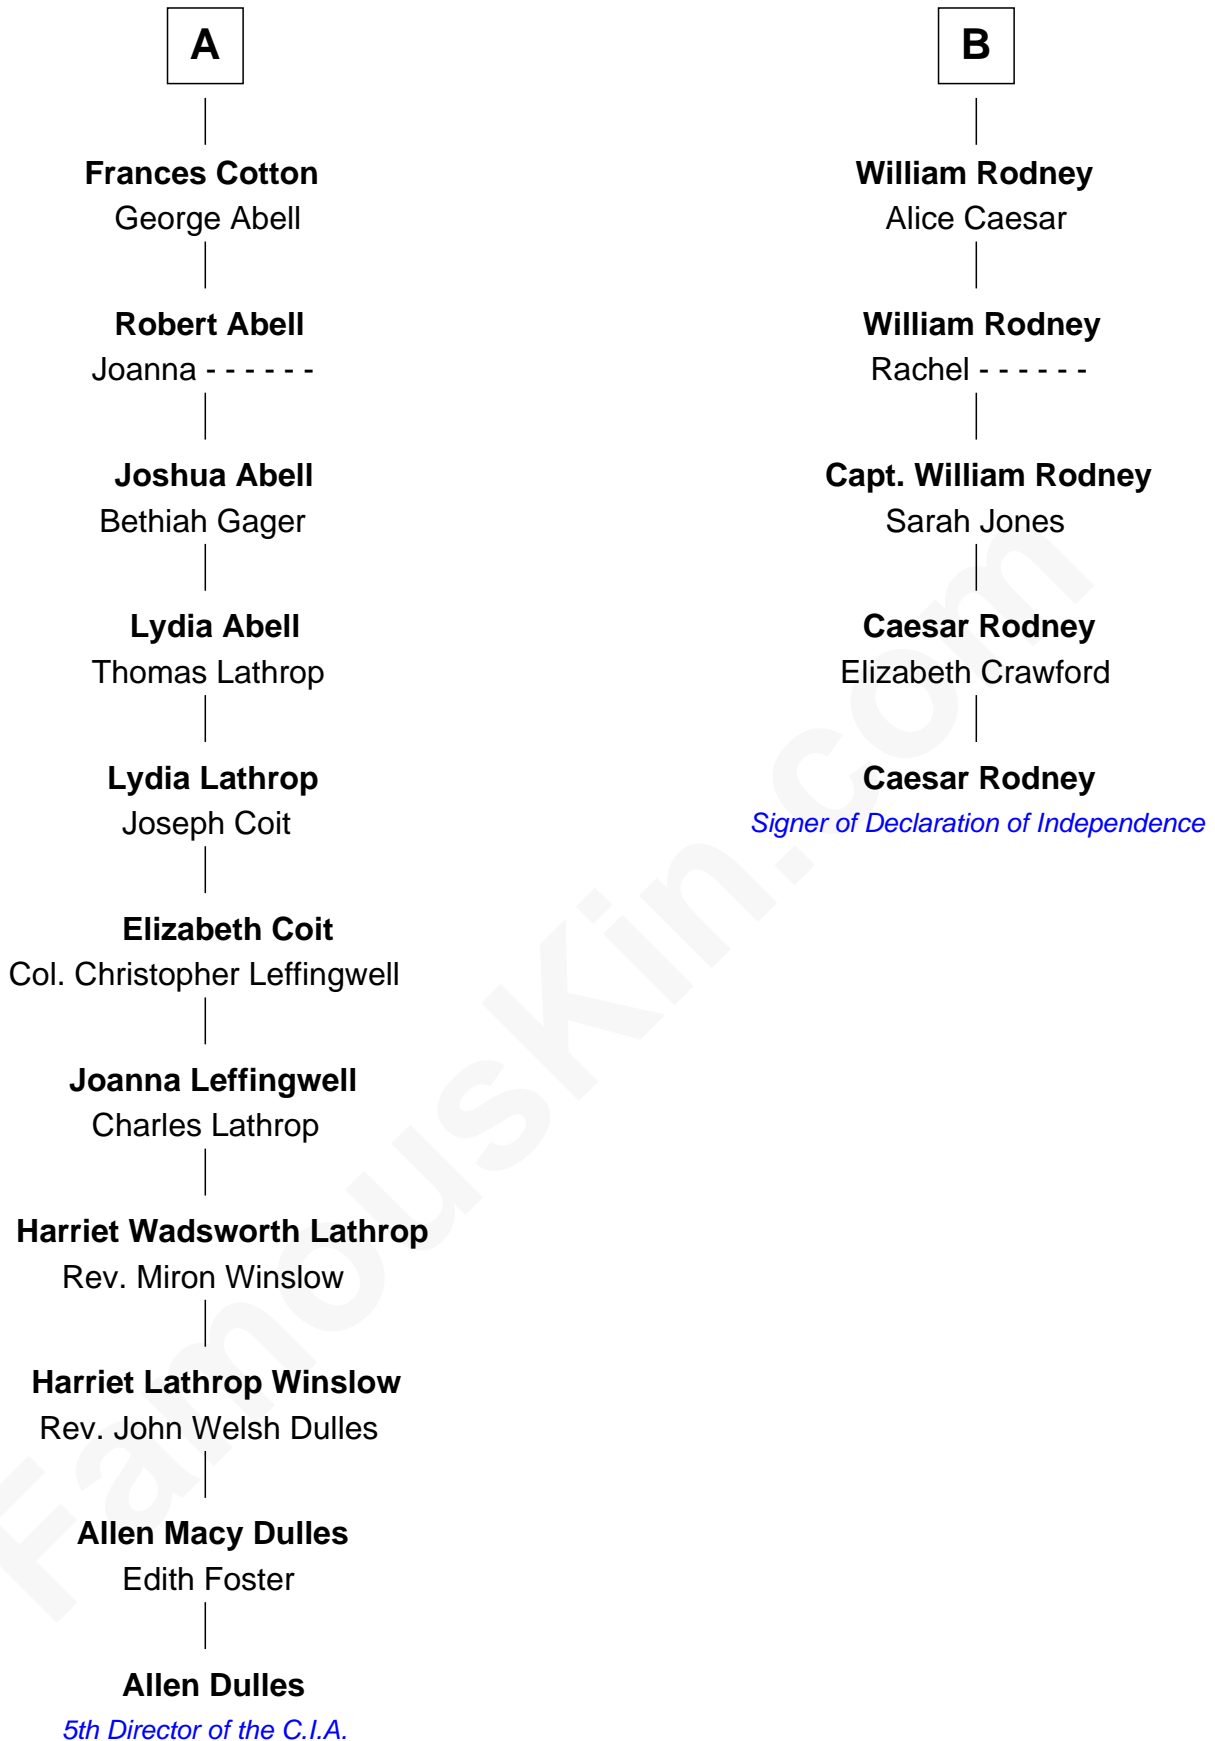 A
Frances Cotton
George Abell
Robert Abell
Joanna - - - - - -
Joshua Abell
Bethiah Gager
Lydia Abell
Thomas Lathrop
Lydia Lathrop
Joseph Coit
Elizabeth Coit
Col. Christopher Leffingwell
Joanna Leffingwell
Charles Lathrop
Harriet Wadsworth Lathrop
Rev. Miron Winslow
Harriet Lathrop Winslow
Rev. John Welsh Dulles
Allen Macy Dulles
Edith Foster
Allen Dulles
5th Director of the C.I.A.
B
William Rodney
Alice Caesar
William Rodney
Rachel - - - - - -
Capt. William Rodney
Sarah Jones
Caesar Rodney
Elizabeth Crawford
Caesar Rodney
Signer of Declaration of Independence
FamousKin.com